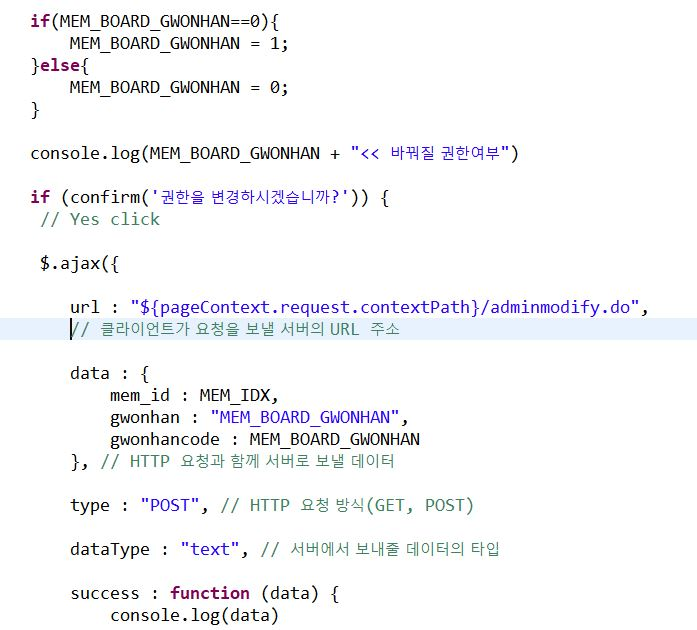 if(MEM_BOARD_GWONHAN==0){
MEM_BOARD_GWONHAN = 1;
}else{
MEM_BOARD_GWONHAN = 0;
}
console.log(MEM_BOARD_GWONHAN + "<< 바꿔질 권한여부")
if (confirm('권한을 변경하시겠습니까?')) {
// Yes click
$.ajax({
url : "${pageContext.request.contextPath}/adminmodify.do",
// 클라이언트가 요청을 보낼 서버의 URL 주소
data : {
mem_id : MEM_IDX,
gwonhan : "MEM_BOARD_GWONHAN",
gwonhancode : MEM_BOARD_GWONHAN
}, // HTTP 요청과 함께 서버로 보낼 데이터
type : "POST", // HTTP 요청 방식(GET, POST)
dataType : "text", // 서버에서 보내줄 데이터의 타입
success : function (data) {
console.log(data)